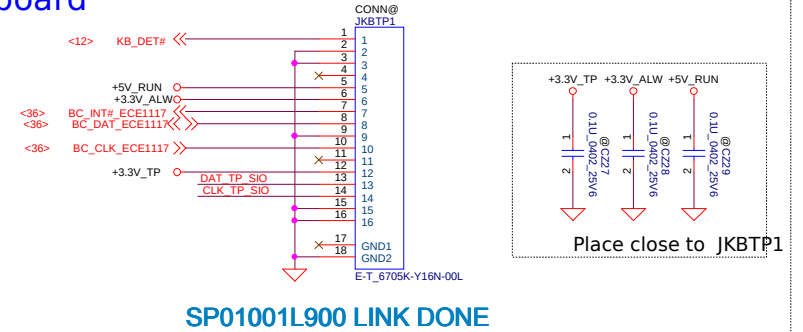 board
CONN@
JKBTP1
<12> KB_DET# 1 1
2 2
3 3
4 4
+5V_RUN 5 5
+3.3V_ALW 6 6
<36> BC_INT#_ECE1117 7 7
<36> BC_DAT_ECE1117 8 8
9 9
<36> BC_CLK_ECE1117 10 10
11 11
+3.3V_TP 12 12
DAT_TP_SIO 13 13
CLK_TP_SIO 14 14
15 15
16 16
17 GND1
18 GND2
E-T_6705K-Y16N-00L
SP01001L900 LINK DONE
+3.3V_TP +3.3V_ALW +5V_RUN
1 2 0.1U_0402_25V6 @CZ27
1 2 0.1U_0402_25V6 @CZ28
1 2 0.1U_0402_25V6 @CZ29
Place close to JKBTP1